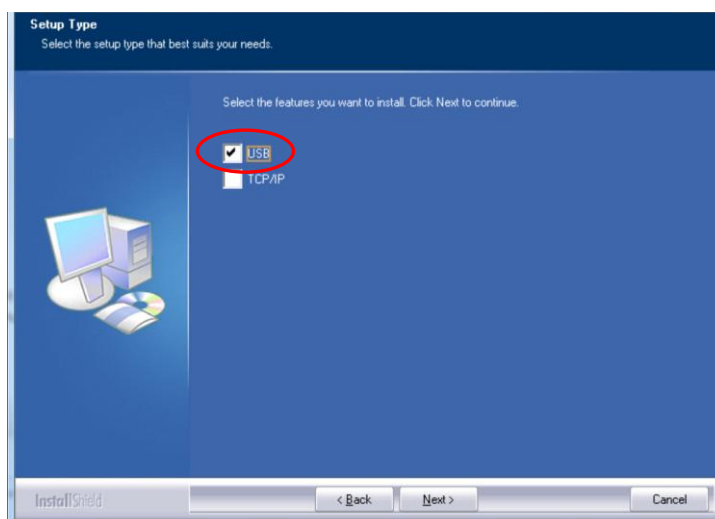 Setup Type
Select the setup type that best suits your needs.
Select the features you want to install. Click Next to continue.
USB
TCP/IP
InstallShield
< Back
Next >
Cancel